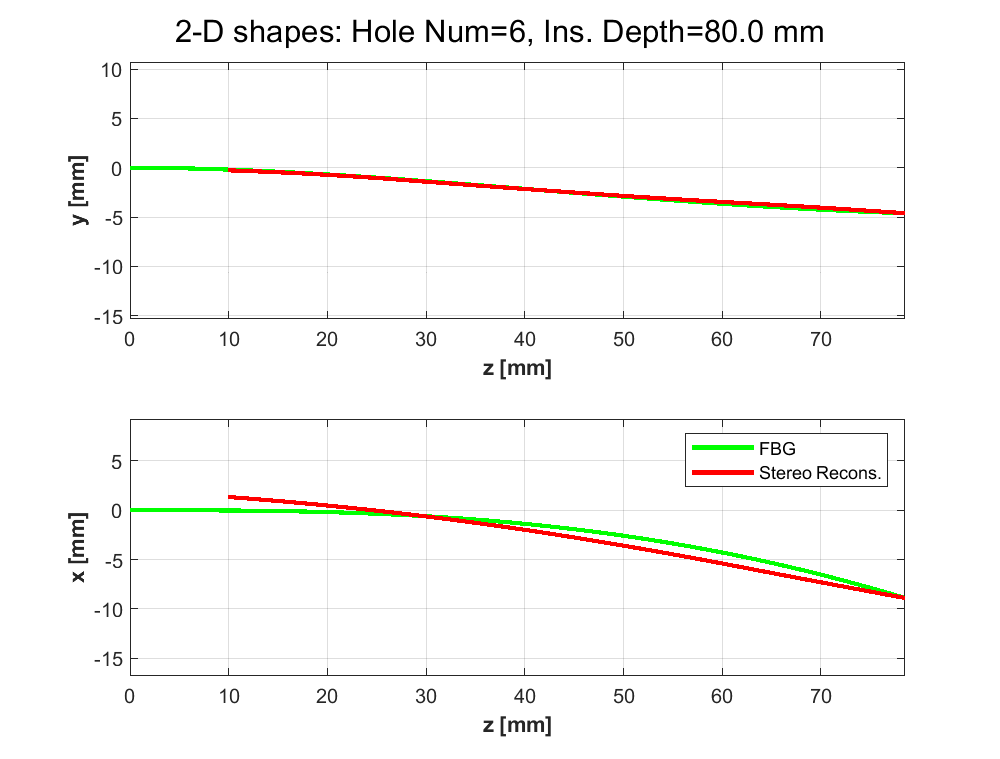 2-D shapes: Hole Num=6, Ins. Depth=80.0 mm
10
5
0
-5
-10
-15
y [mm]
0 10 20 30 40 50 60 70
z [mm]
FBG
Stereo Recons.
5
0
-5
-10
-15
x [mm]
0 10 20 30 40 50 60 70
z [mm]